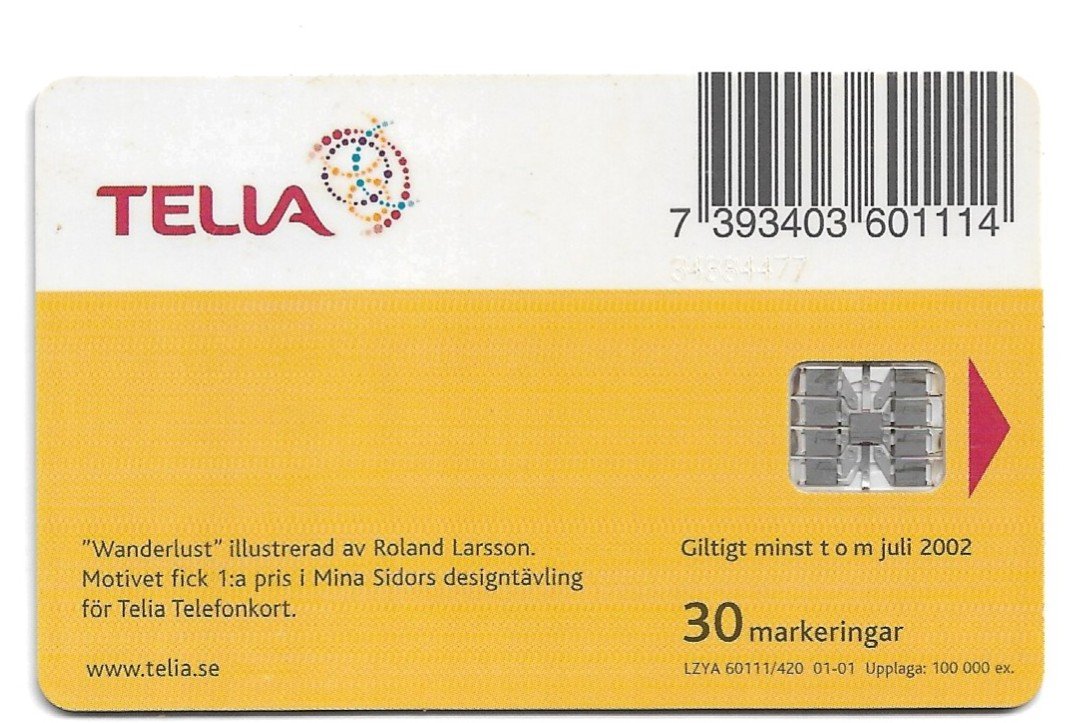 TELIA
7 393403 601114
"Wanderlust" illustrerad av Roland Larsson.
Motivet fick 1:a pris i Mina Sidors designtävling
för Telia Telefonkort.
www.telia.se
Giltigt minst t o m juli 2002
30 markeringar
LZYA 60111/420 01-01 Upplaga: 100 000 ex.